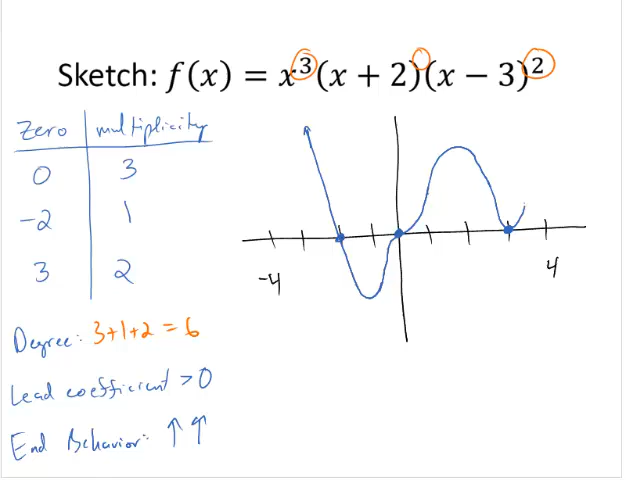 Sketch: f(x) = x³(x + 2)(x − 3)²
Zero multiplicity
0 3
-2 1
3 2
-4 4
Degree: 3+1+2 = 6
Lead coefficient > 0
End Behavior: ↑ ↑